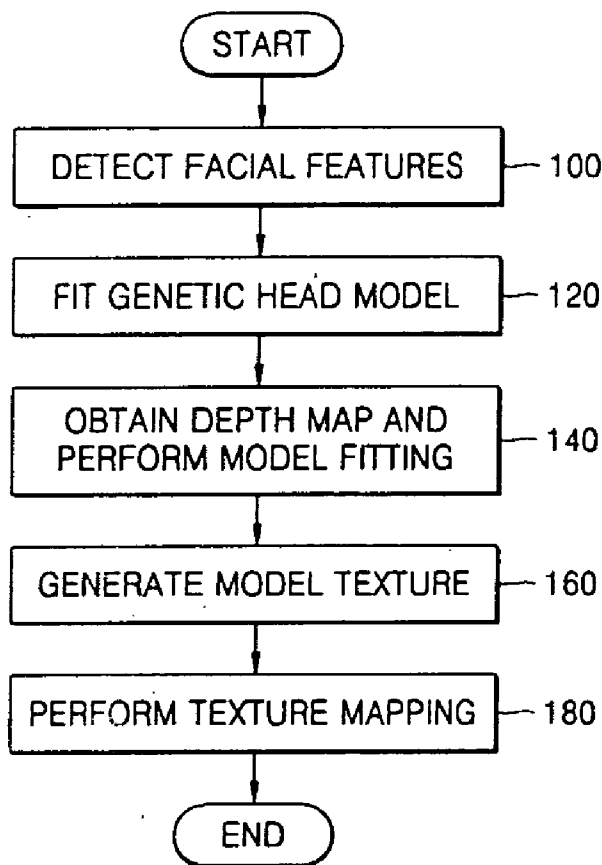 START
DETECT FACIAL FEATURES
100
FIT GENETIC HEAD MODEL
120
OBTAIN DEPTH MAP AND
PERFORM MODEL FITTING
140
GENERATE MODEL TEXTURE
160
PERFORM TEXTURE MAPPING
180
END